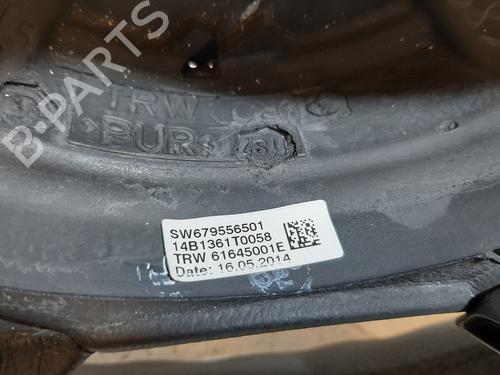 B-PARTS
TRW
>PUR<
SW679556501
14B1361T0058
TRW 61645001E
Date: 16.05.2014